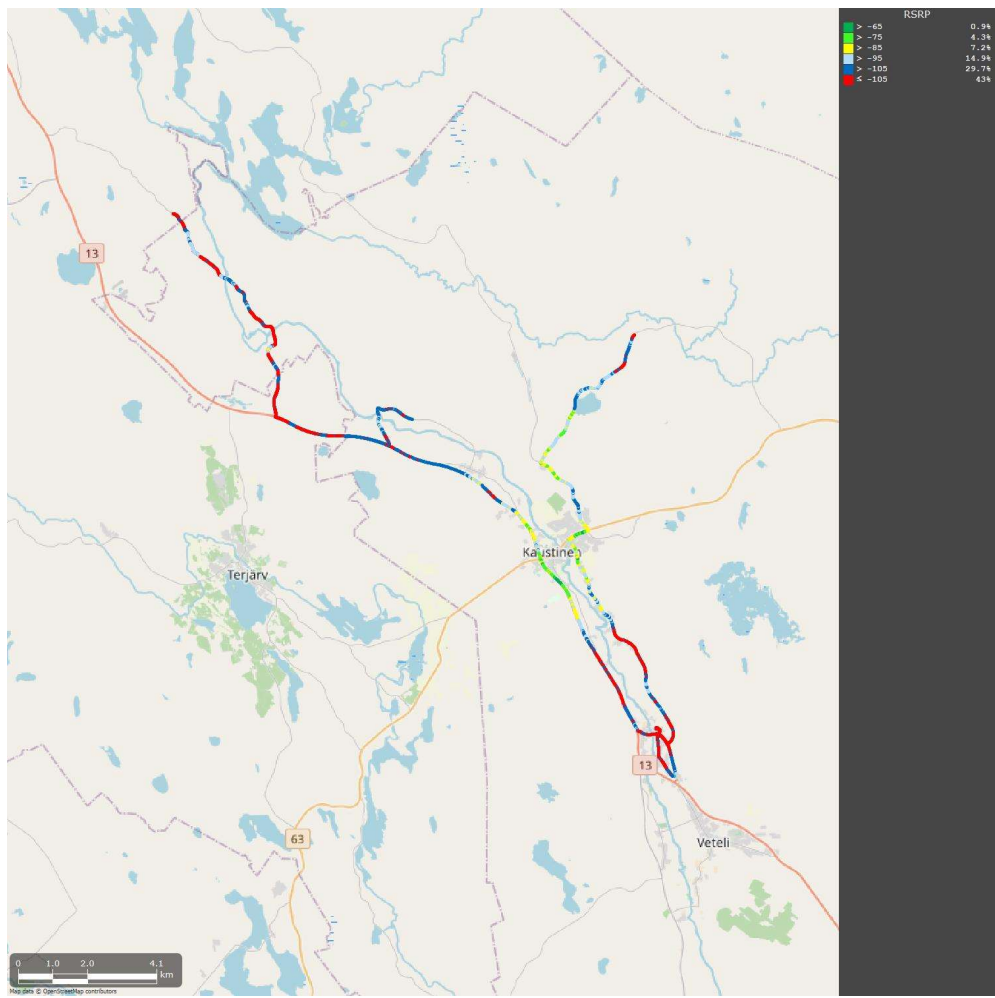 RSRP
> -65 0.9%
> -75 4.3%
> -85 7.2%
> -95 14.9%
> -105 29.7%
≤ -105 43%
13
Kaustinen
Terjärv
13
63
Veteli
0 1.0 2.0 4.1
km
Map data © OpenStreetMap contributors